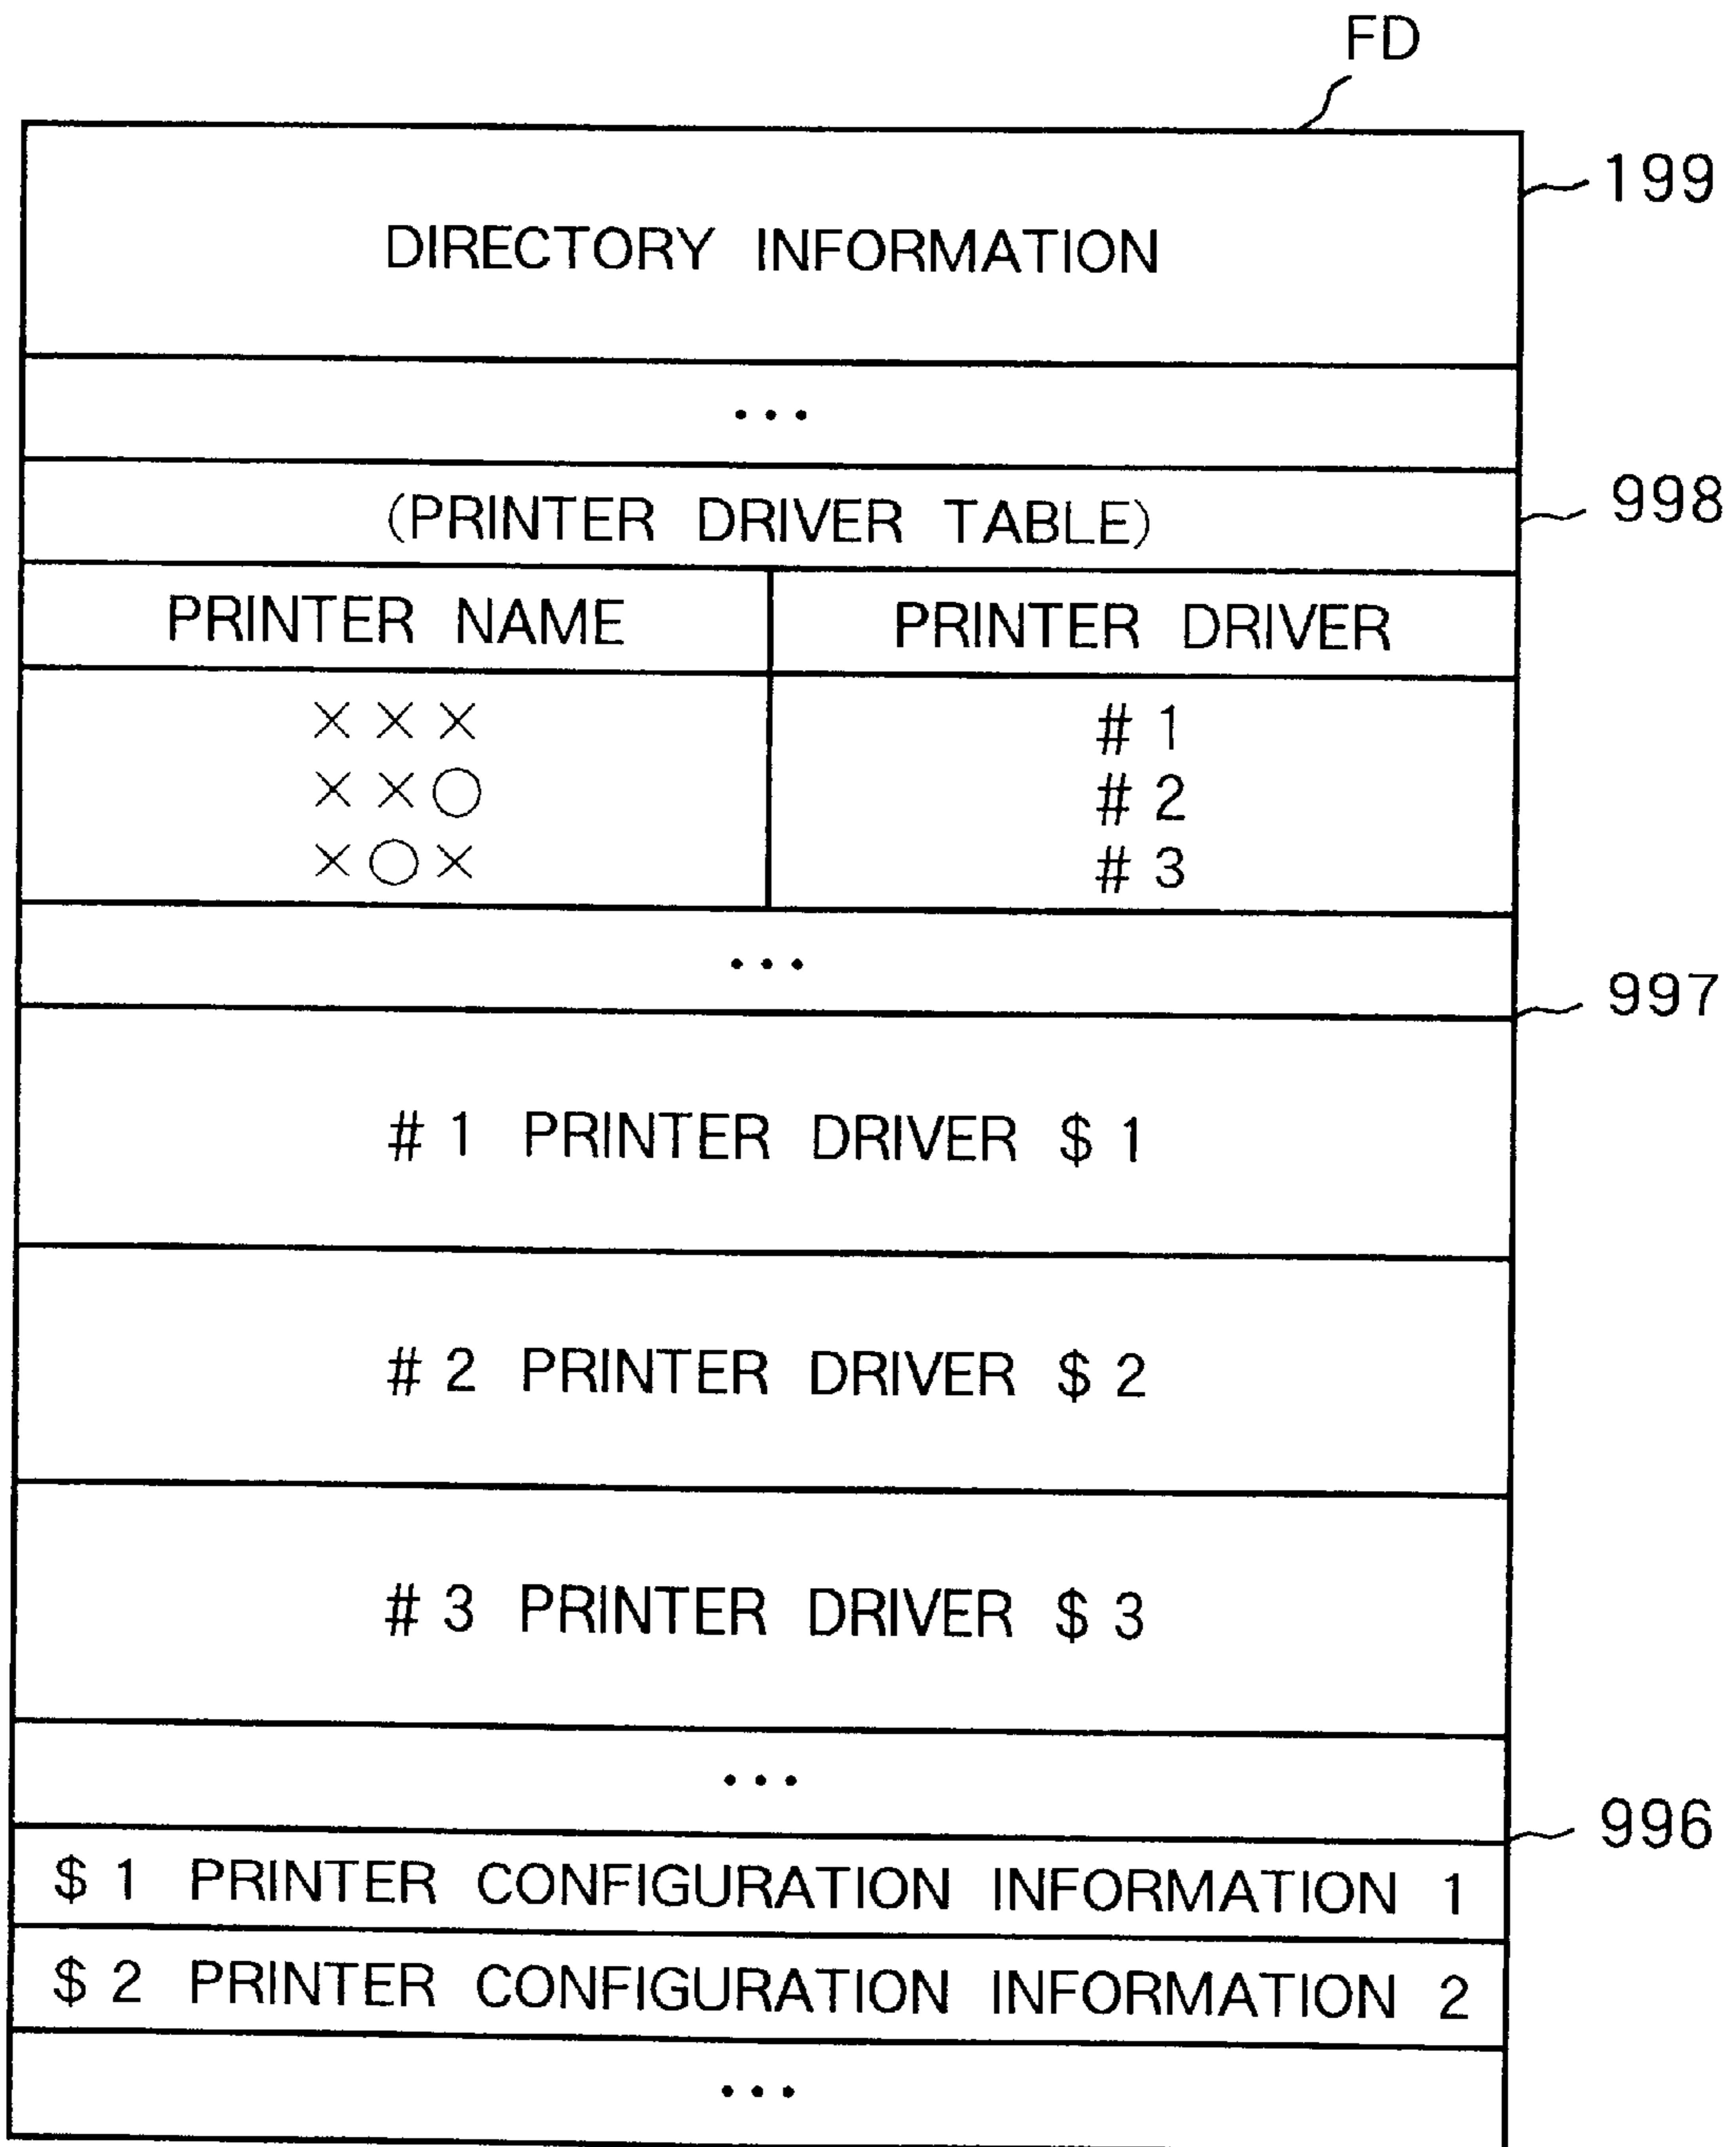 FD
199
DIRECTORY INFORMATION
...
998
(PRINTER DRIVER TABLE)
PRINTER NAME PRINTER DRIVER
××× #1
××○ #2
×○× #3
...
997
#1 PRINTER DRIVER $1
#2 PRINTER DRIVER $2
#3 PRINTER DRIVER $3
...
996
$1 PRINTER CONFIGURATION INFORMATION 1
$2 PRINTER CONFIGURATION INFORMATION 2
...